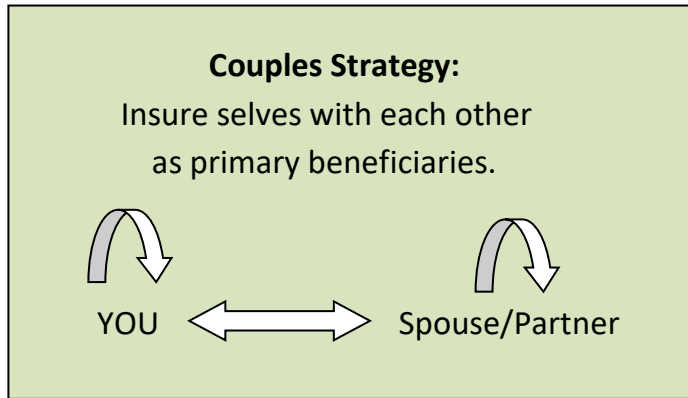 Couples Strategy:
Insure selves with each other
as primary beneficiaries.
YOU Spouse/Partner